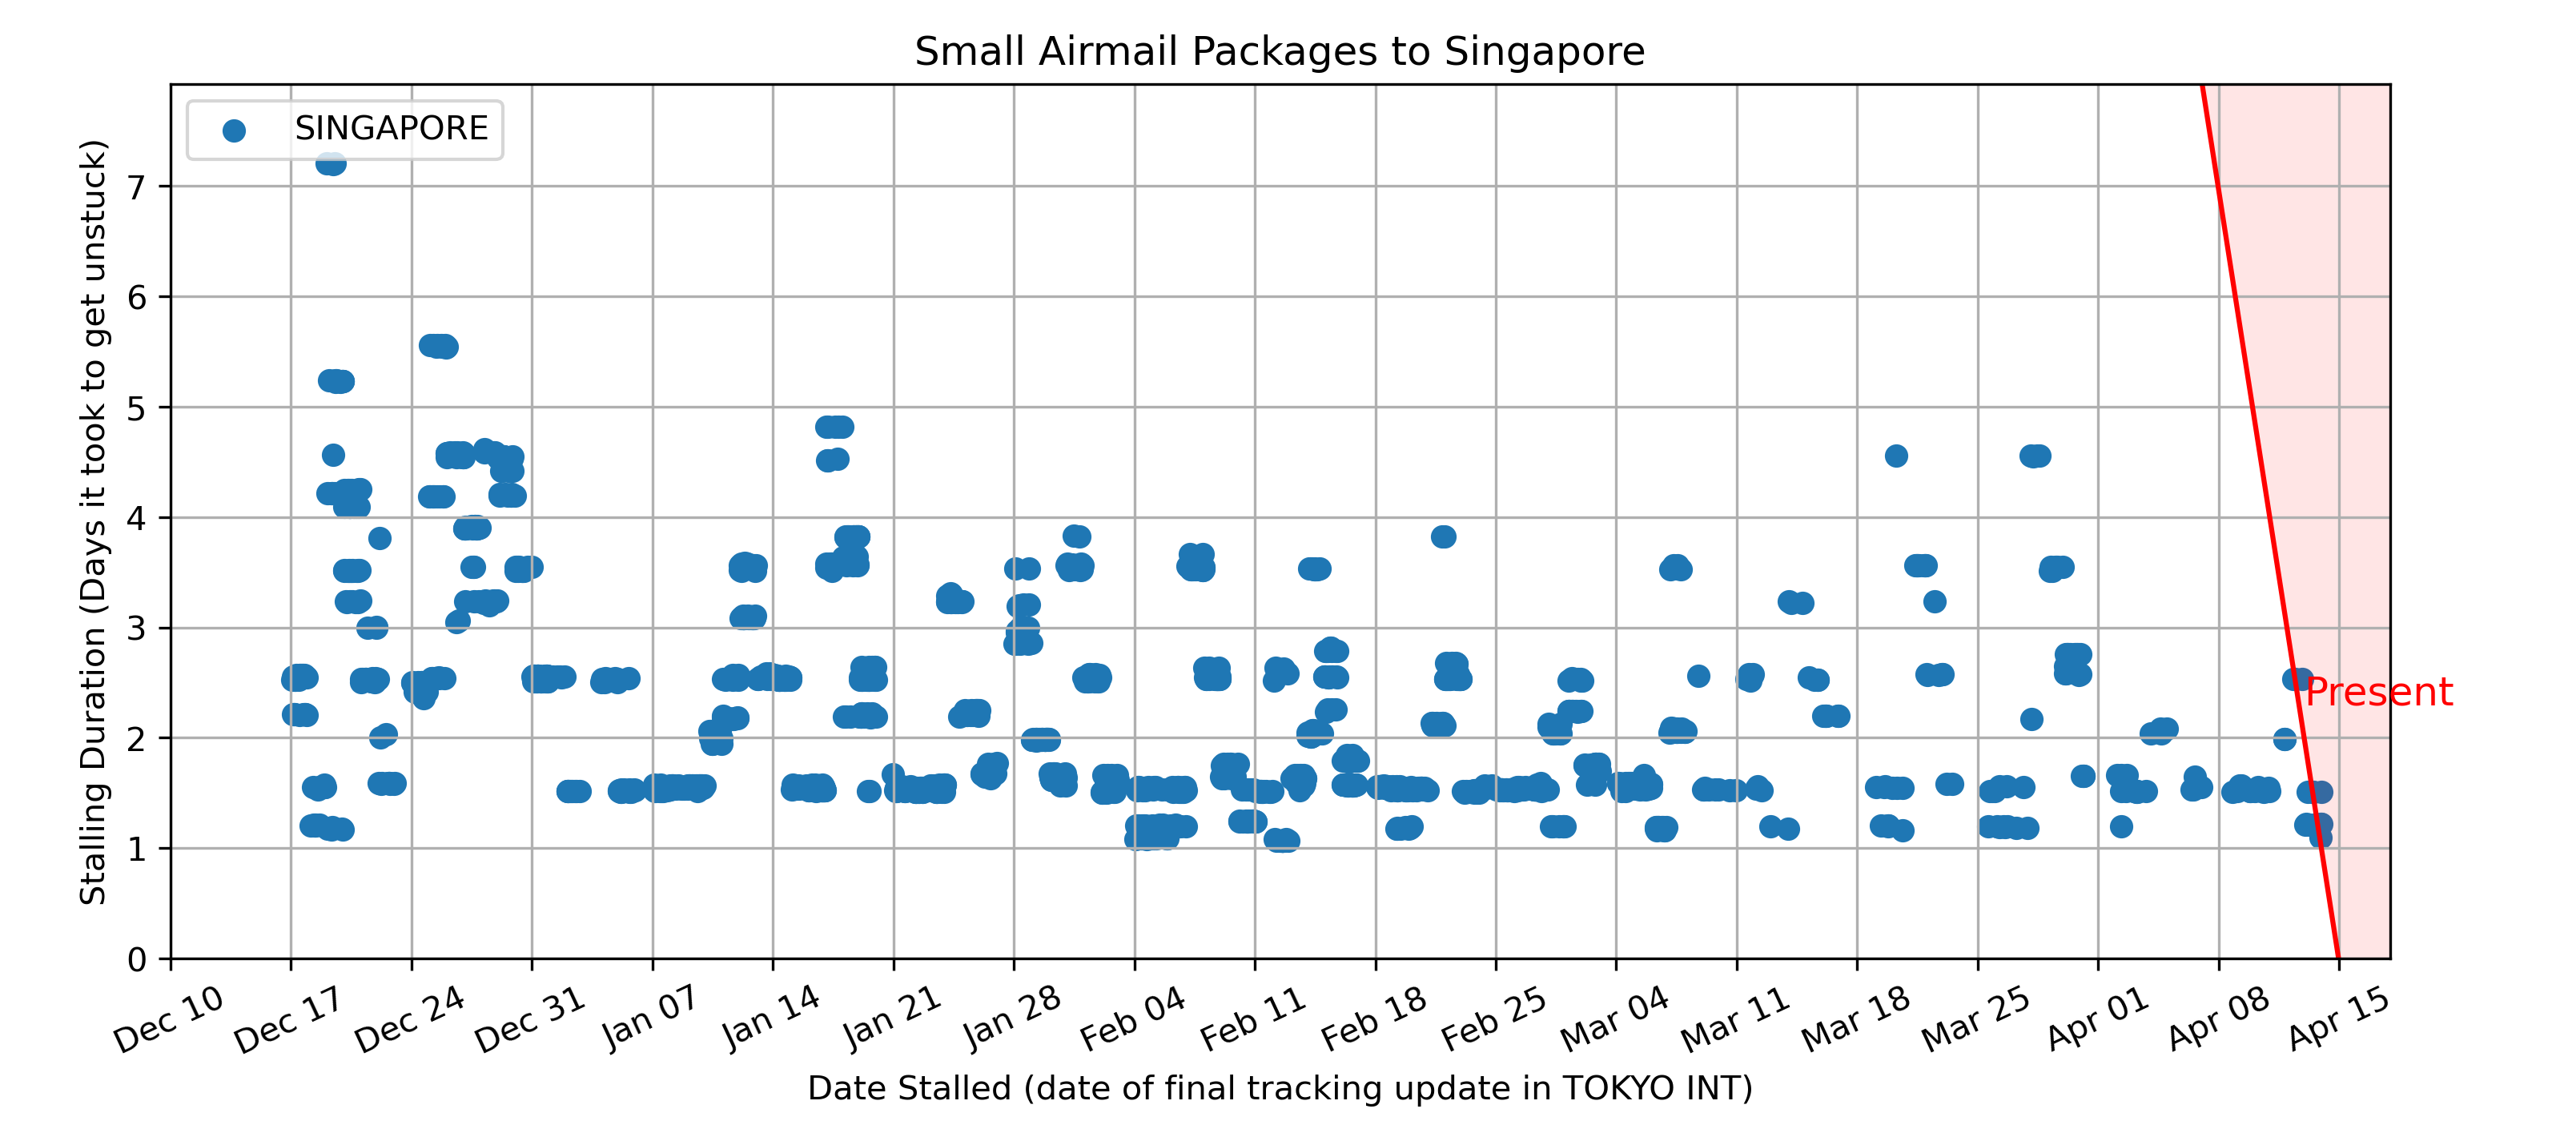 Small Airmail Packages to Singapore
SINGAPORE
Stalling Duration (Days it took to get unstuck)
7
6
5
4
3
2
1
0
Present
Dec 10
Dec 17
Dec 24
Dec 31
Jan 07
Jan 14
Jan 21
Jan 28
Feb 04
Feb 11
Feb 18
Feb 25
Mar 04
Mar 11
Mar 18
Mar 25
Apr 01
Apr 08
Apr 15
Date Stalled (date of final tracking update in TOKYO INT)